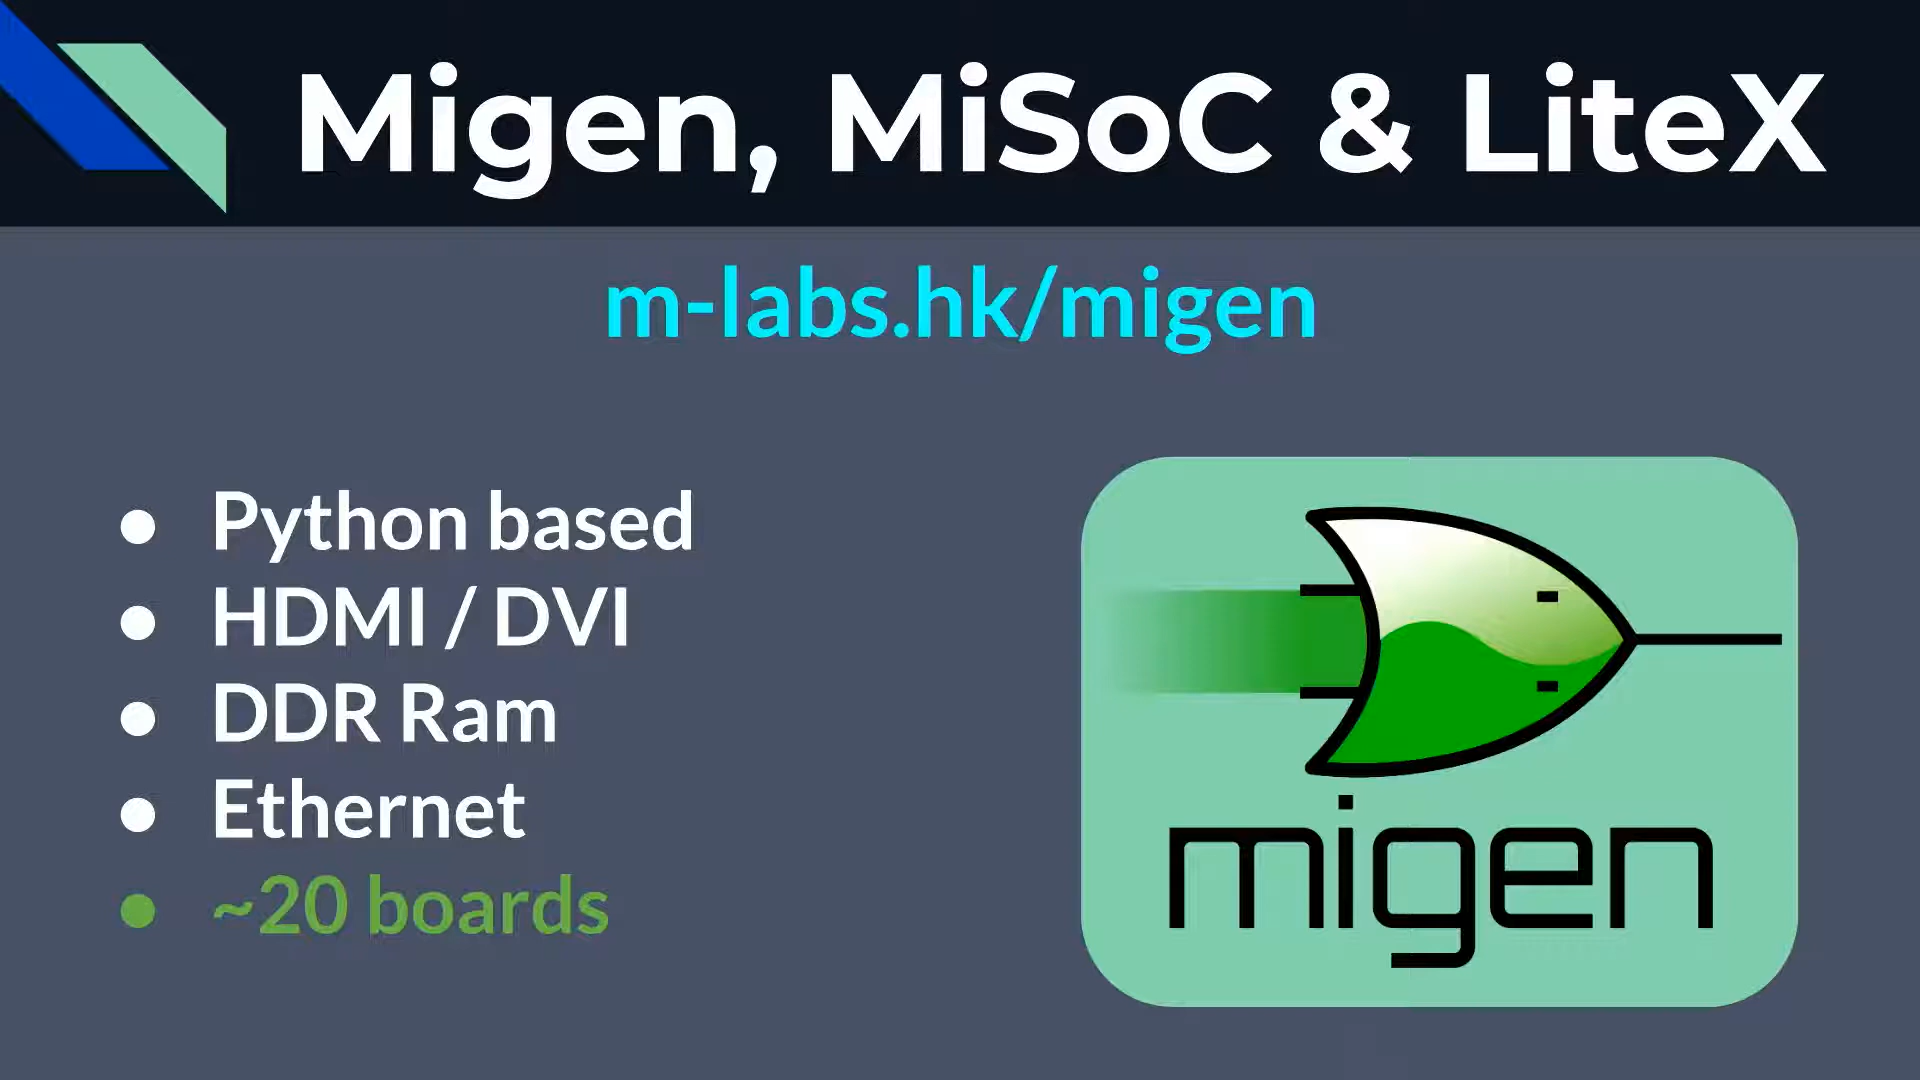 Migen, MiSoC & LiteX
m-labs.hk/migen
● Python based
● HDMI / DVI
● DDR Ram
● Ethernet
● ~20 boards
migen